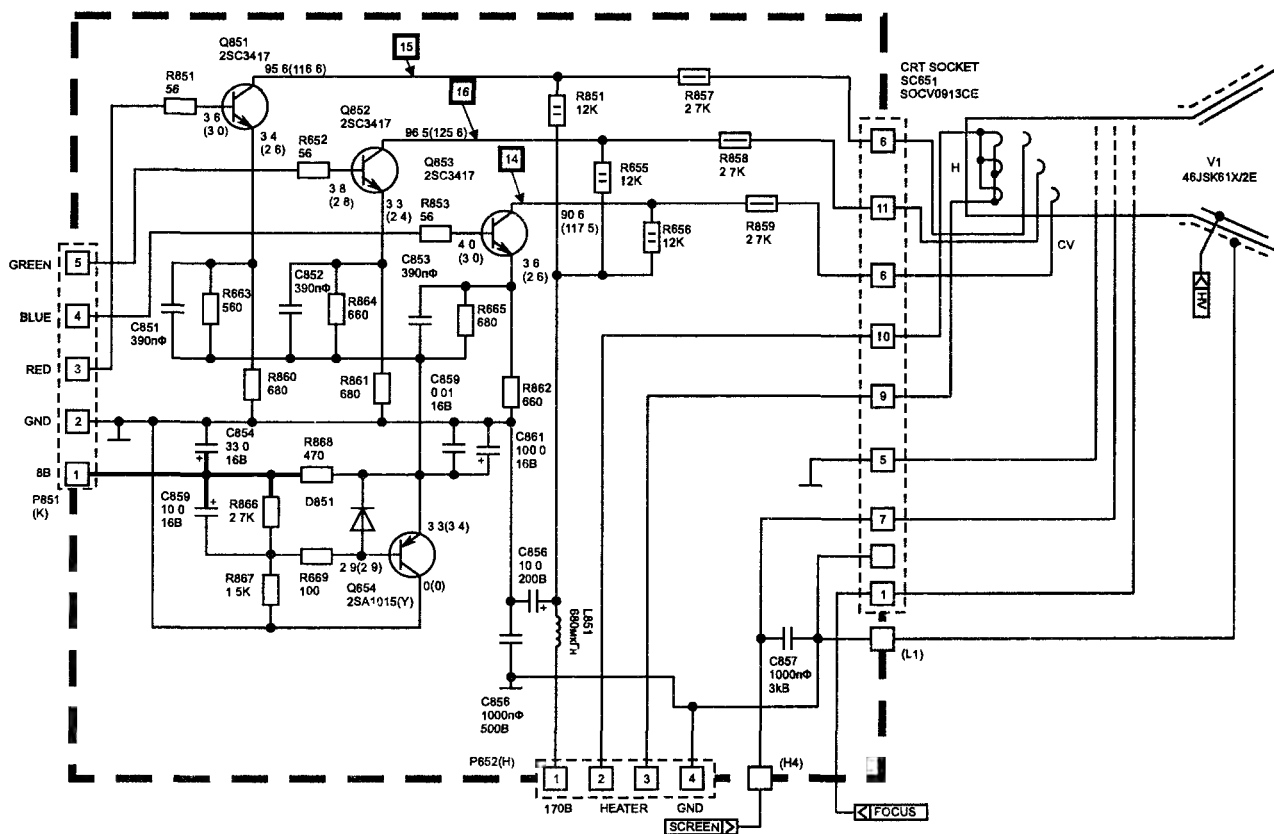 Q851
2SC3417
95 6(116 6)
15
R851
56
3 6
(3 0)
3 4
(2 6)
Q852
2SC3417
16
96 5(125 6)
R652
56
3 8
(2 8)
3 3
(2 4)
Q853
2SC3417
14
R853
56
4 0
(3 0)
90 6
(117 5)
3 6
(2 6)
R851
12K
R857
2 7K
R655
12K
R858
2 7K
R656
12K
R859
2 7K
CRT SOCKET
SC651
SOCV0913CE
6
11
6
10
9
5
7
1
H
CV
V1
46JSK61X/2E
HV
GREEN
5
BLUE
4
RED
3
GND
2
8B
1
P851
(K)
C851
390пФ
R663
560
C852
390пФ
R864
660
C853
390пФ
R665
680
R860
680
R861
680
C859
0 01
16B
R862
660
C854
33 0
16B
R868
470
C861
100 0
16B
C859
10 0
16B
R866
2 7K
D851
3 3(3 4)
R867
1 5K
R669
100
2 9(2 9)
Q654
2SA1015(Y)
0(0)
C856
10 0
200B
L851
680мкГн
C856
1000пФ
500B
C857
1000пФ
3kB
(L1)
P652(H)
1
2
3
4
170B
HEATER
GND
(H4)
SCREEN
FOCUS